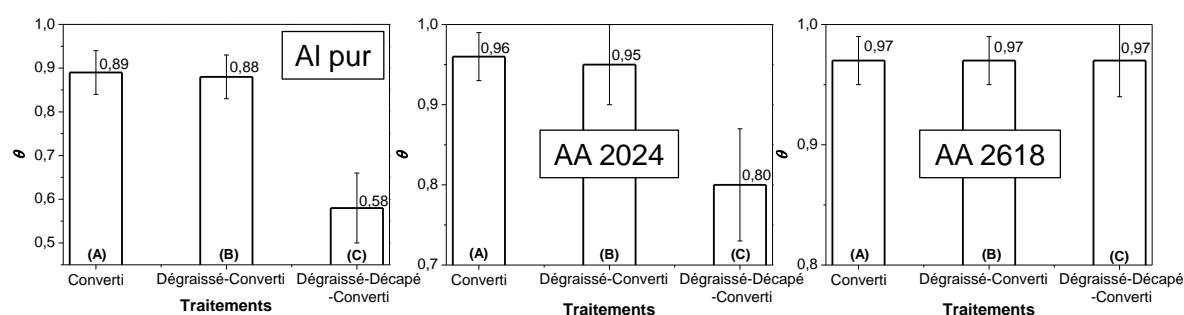 1,0
0,9
0,8
0,7
0,6
0,5
θ
Al pur
0,89
0,88
0,58
(A)
(B)
(C)
Converti
Dégraissé-Converti
Dégraissé-Décapé
-Converti
Traitements
1,0
0,9
0,8
0,7
θ
AA 2024
0,96
0,95
0,80
(A)
(B)
(C)
Converti
Dégraissé-Converti
Dégraissé-Décapé
-Converti
Traitements
1,0
0,9
0,8
θ
AA 2618
0,97
0,97
0,97
(A)
(B)
(C)
Converti
Dégraissé-Converti
Dégraissé-Décapé
-Converti
Traitements